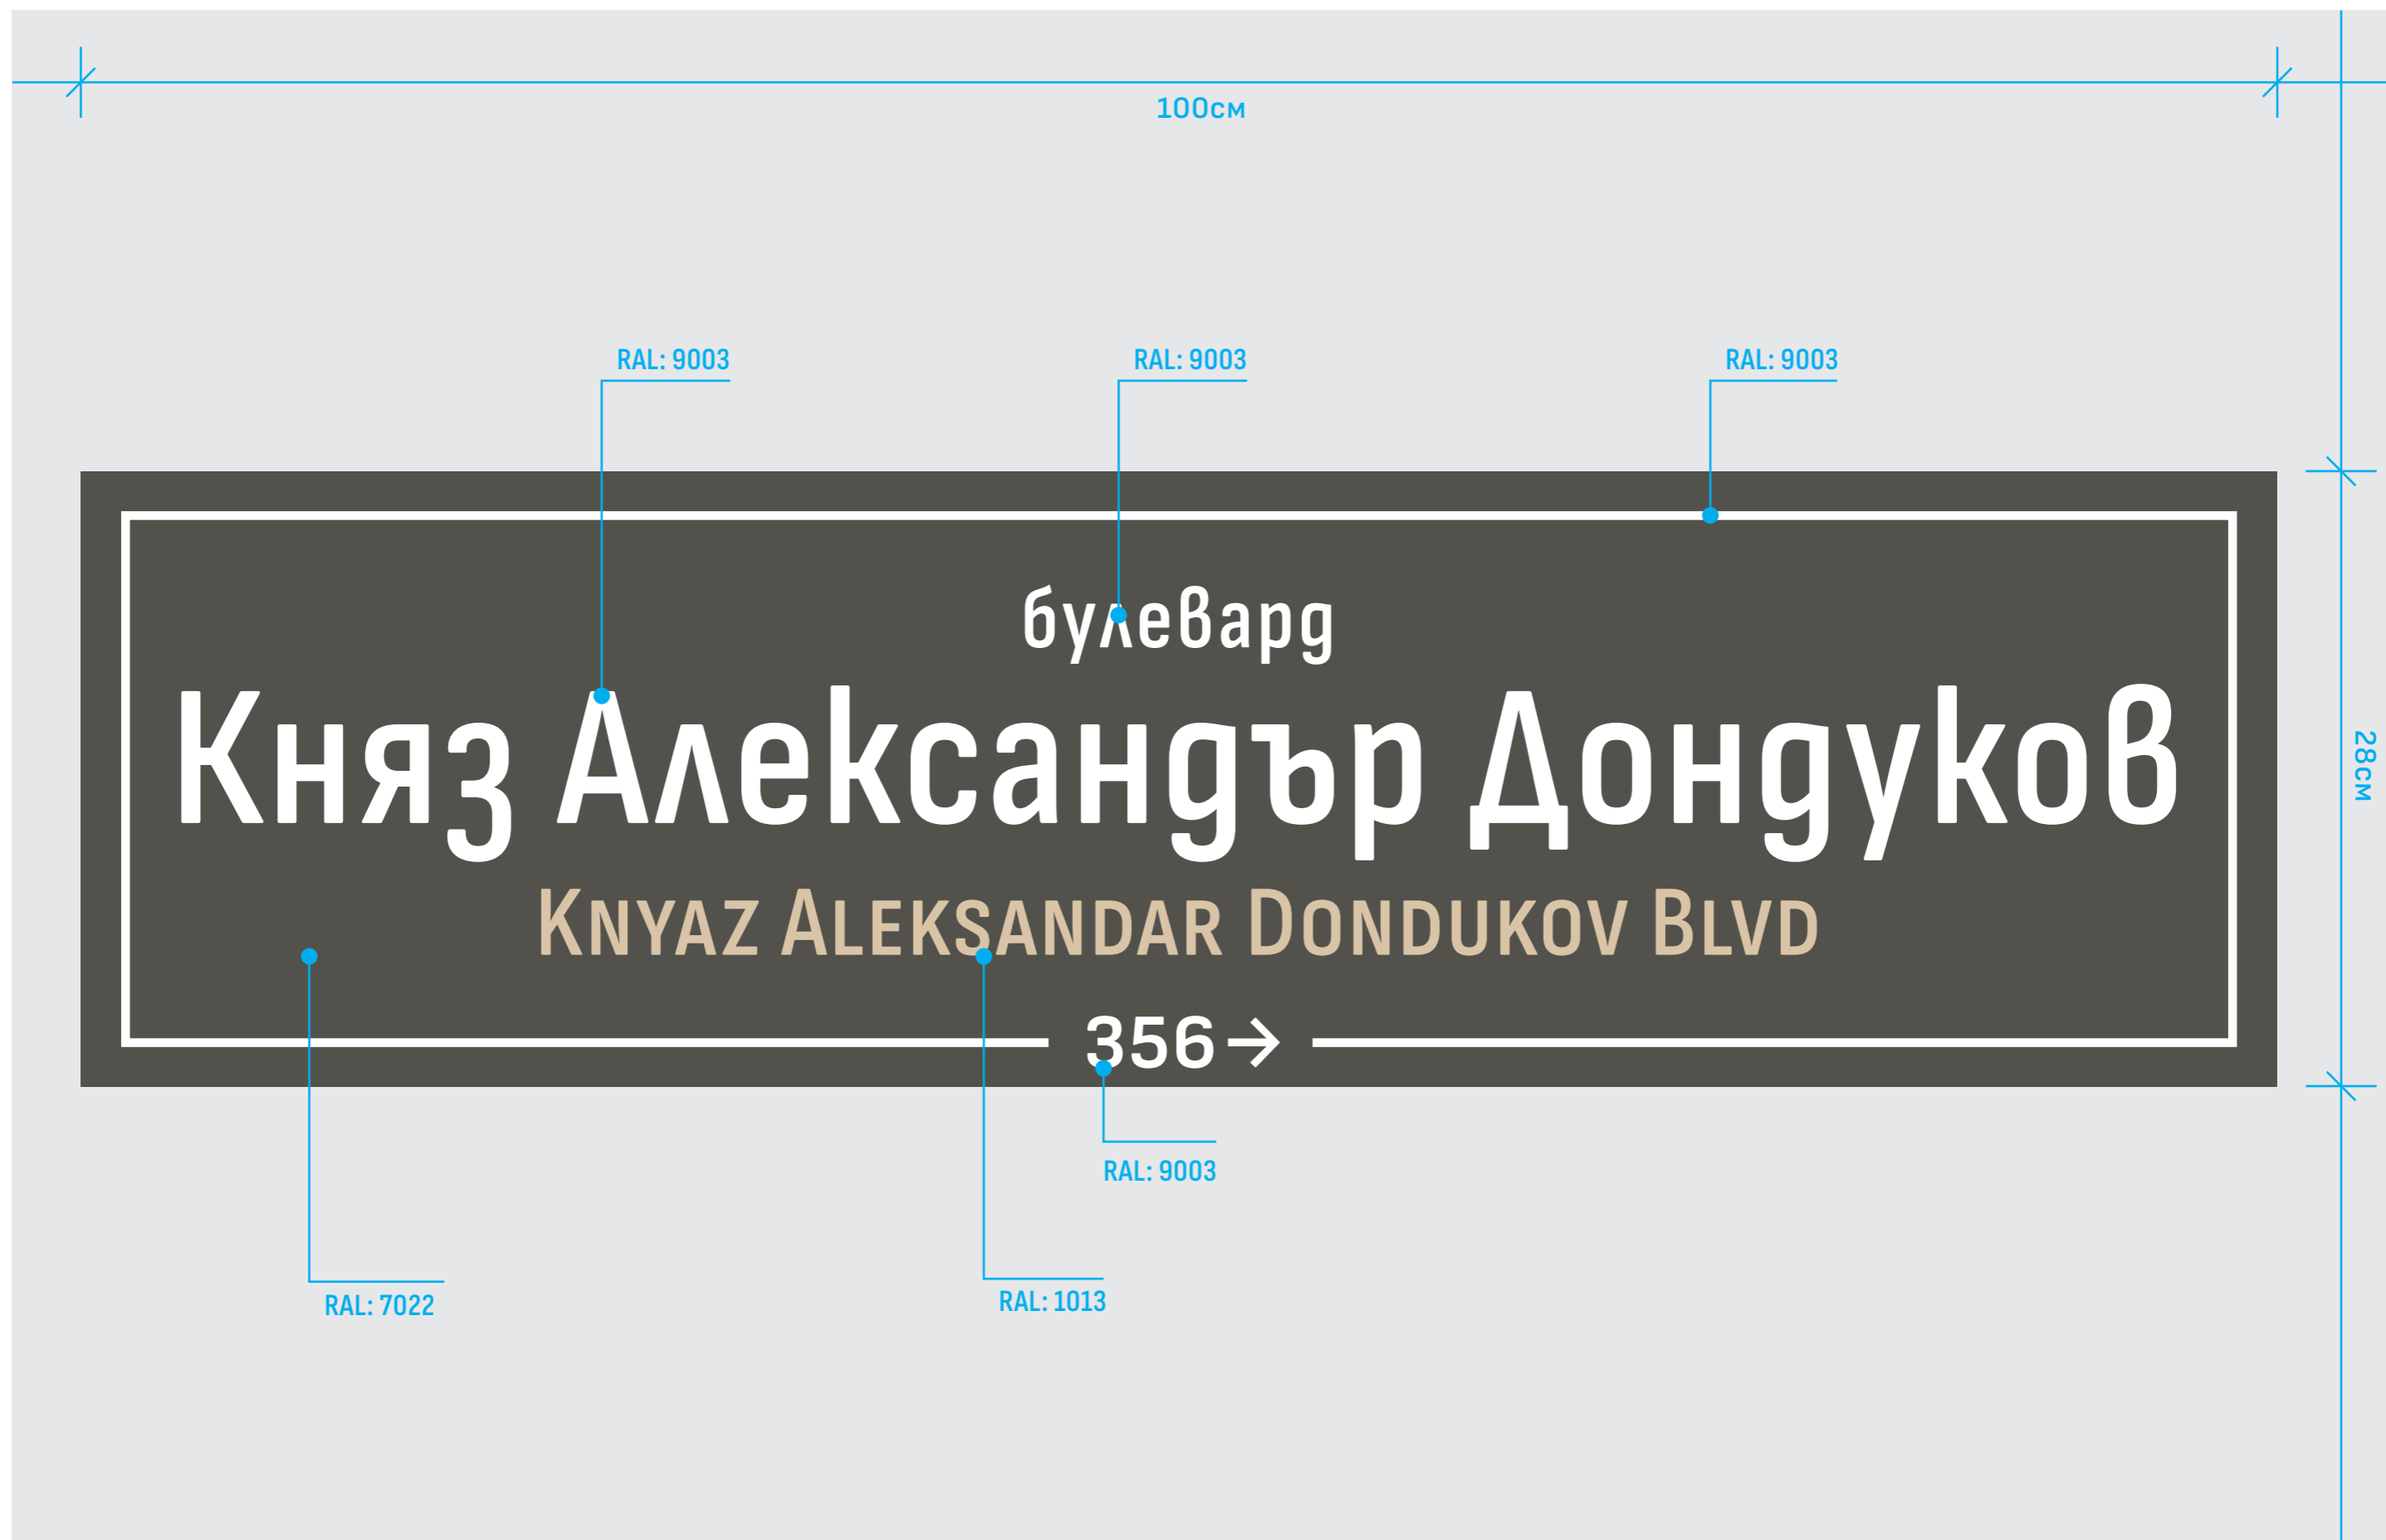 100см
RAL: 9003
RAL: 9003
RAL: 9003
булевард
Княз Александър Дондуков
28см
Knyaz Aleksandar Dondukov Blvd
356→
RAL: 9003
RAL: 7022
RAL: 1013